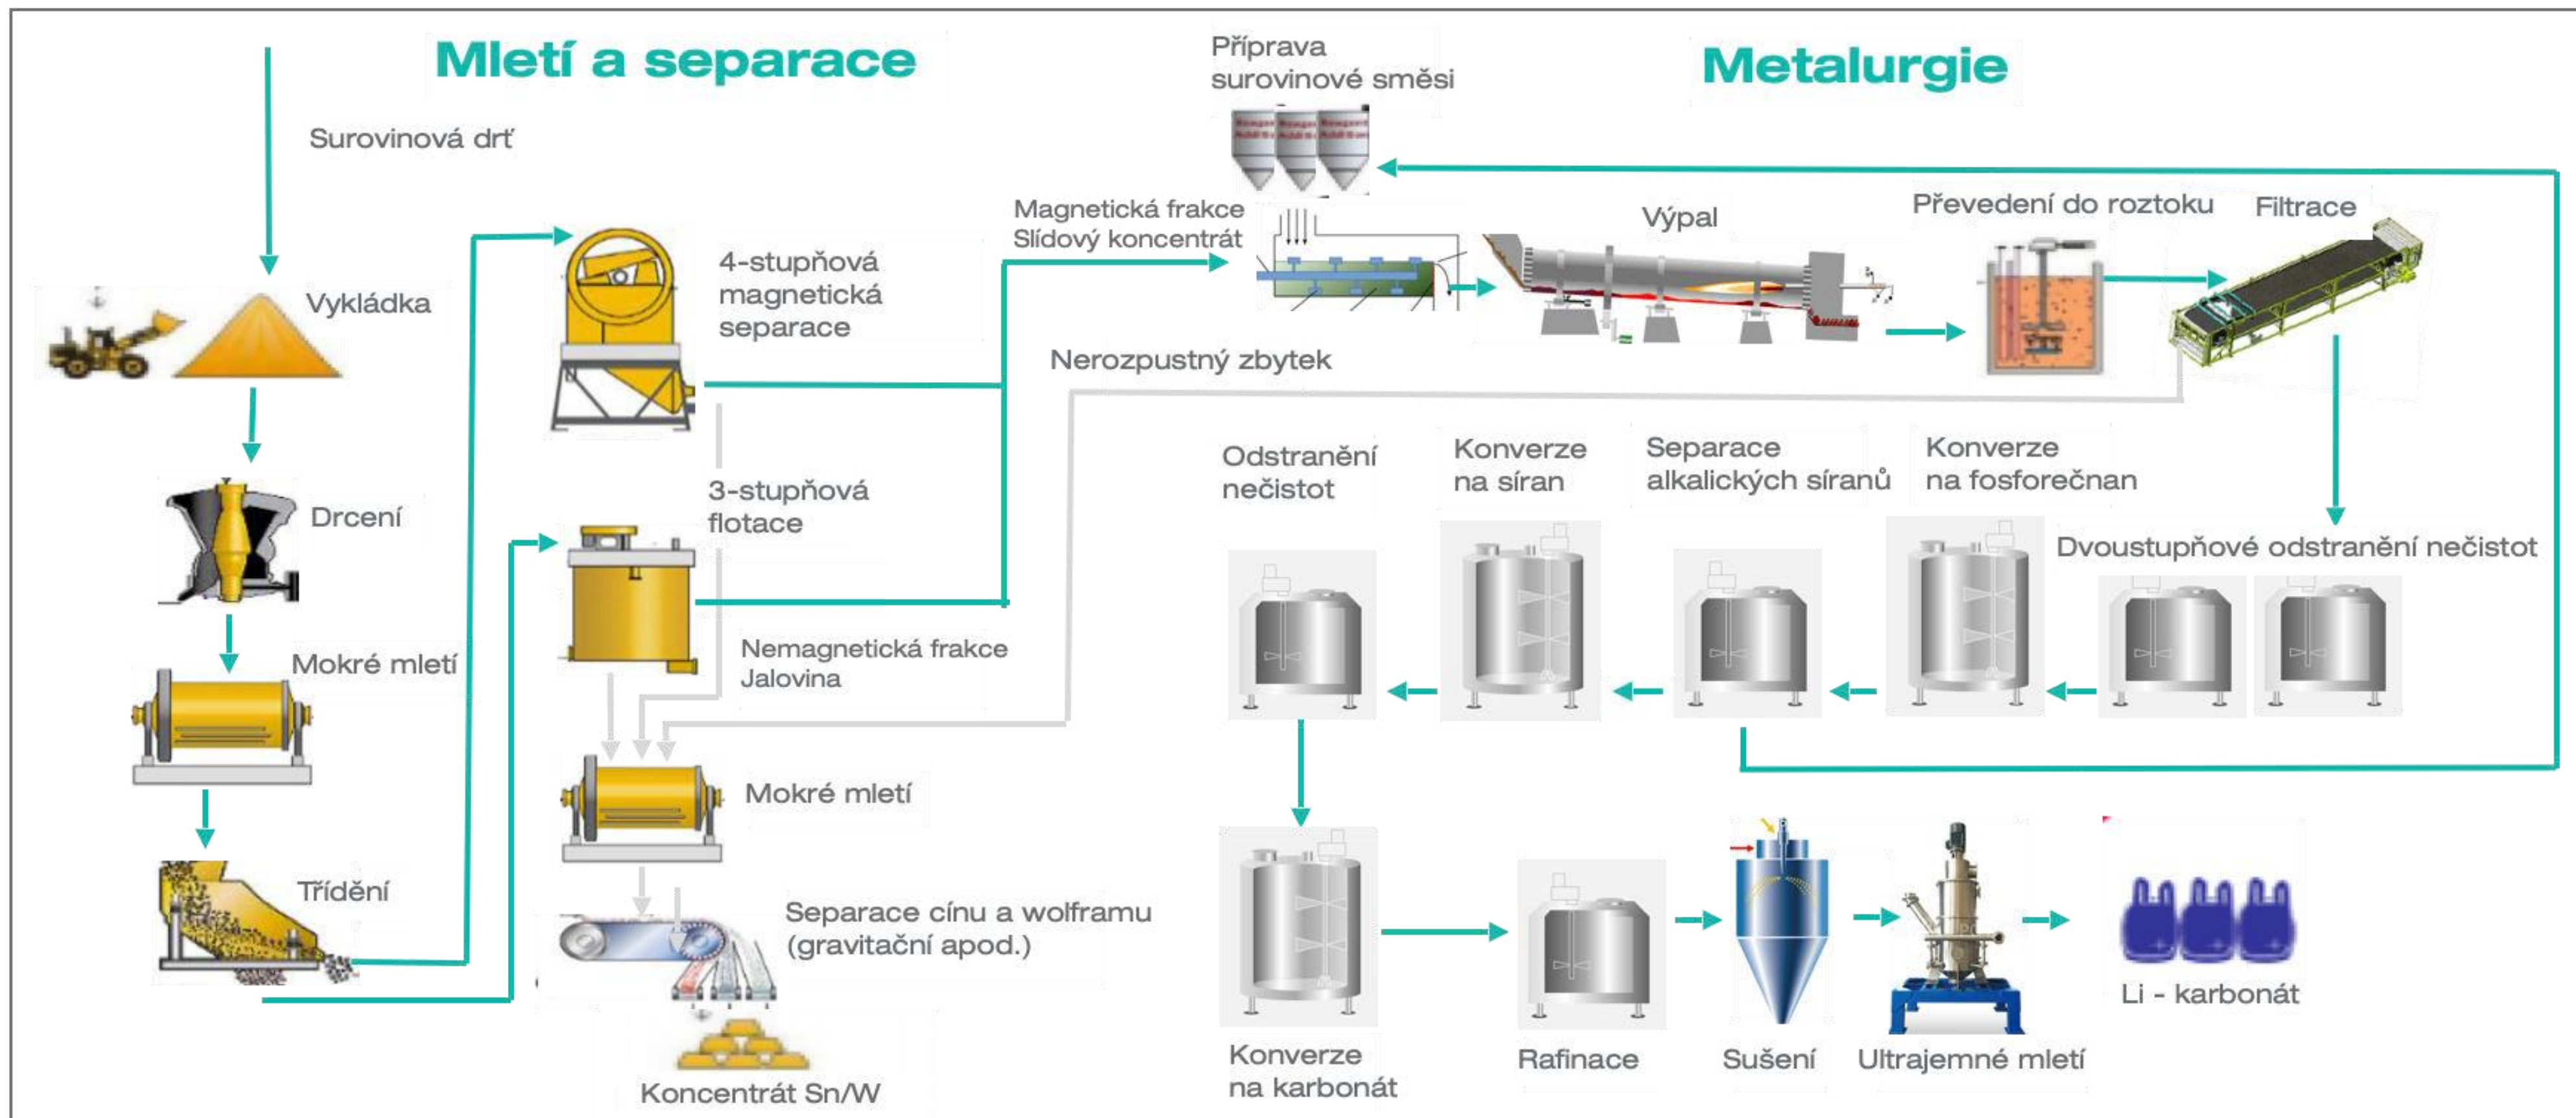 Mletí a separace
Surovinová drť
Vykládka
Drcení
Mokré mletí
Třídění
4-stupňová
magnetická
separace
3-stupňová
flotace
Nemagnetická frakce
Jalovina
Mokré mletí
Separace cínu a wolframu
(gravitační apod.)
Koncentrát Sn/W
Metalurgie
Příprava
surovinové směsi
Magnetická frakce
Slídový koncentrát
Výpal
Převedení do roztoku
Filtrace
Nerozpustný zbytek
Odstranění
nečistot
Konverze
na síran
Separace
alkalických síranů
Konverze
na fosforečnan
Dvoustupňové odstranění nečistot
Konverze
na karbonát
Rafinace
Sušení
Ultrajemné mletí
Li - karbonát